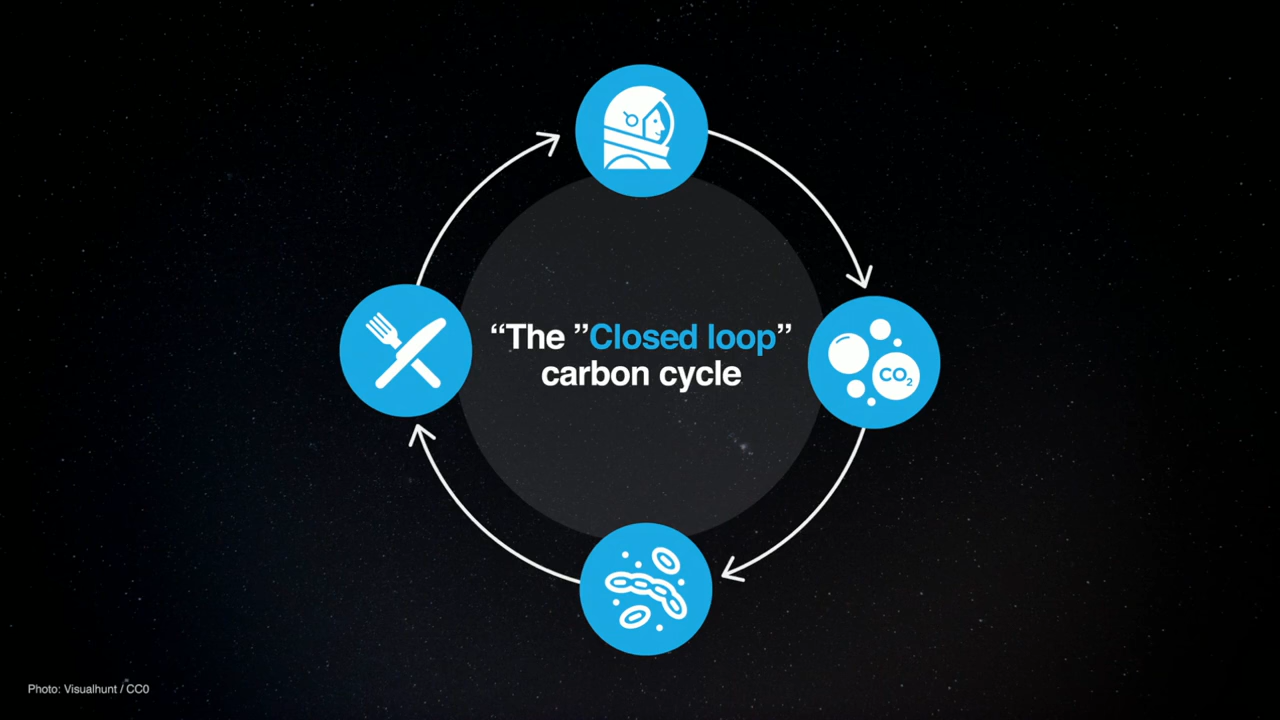 “The ”Closed loop”
carbon cycle
CO₂
Photo: Visualhunt / CC0